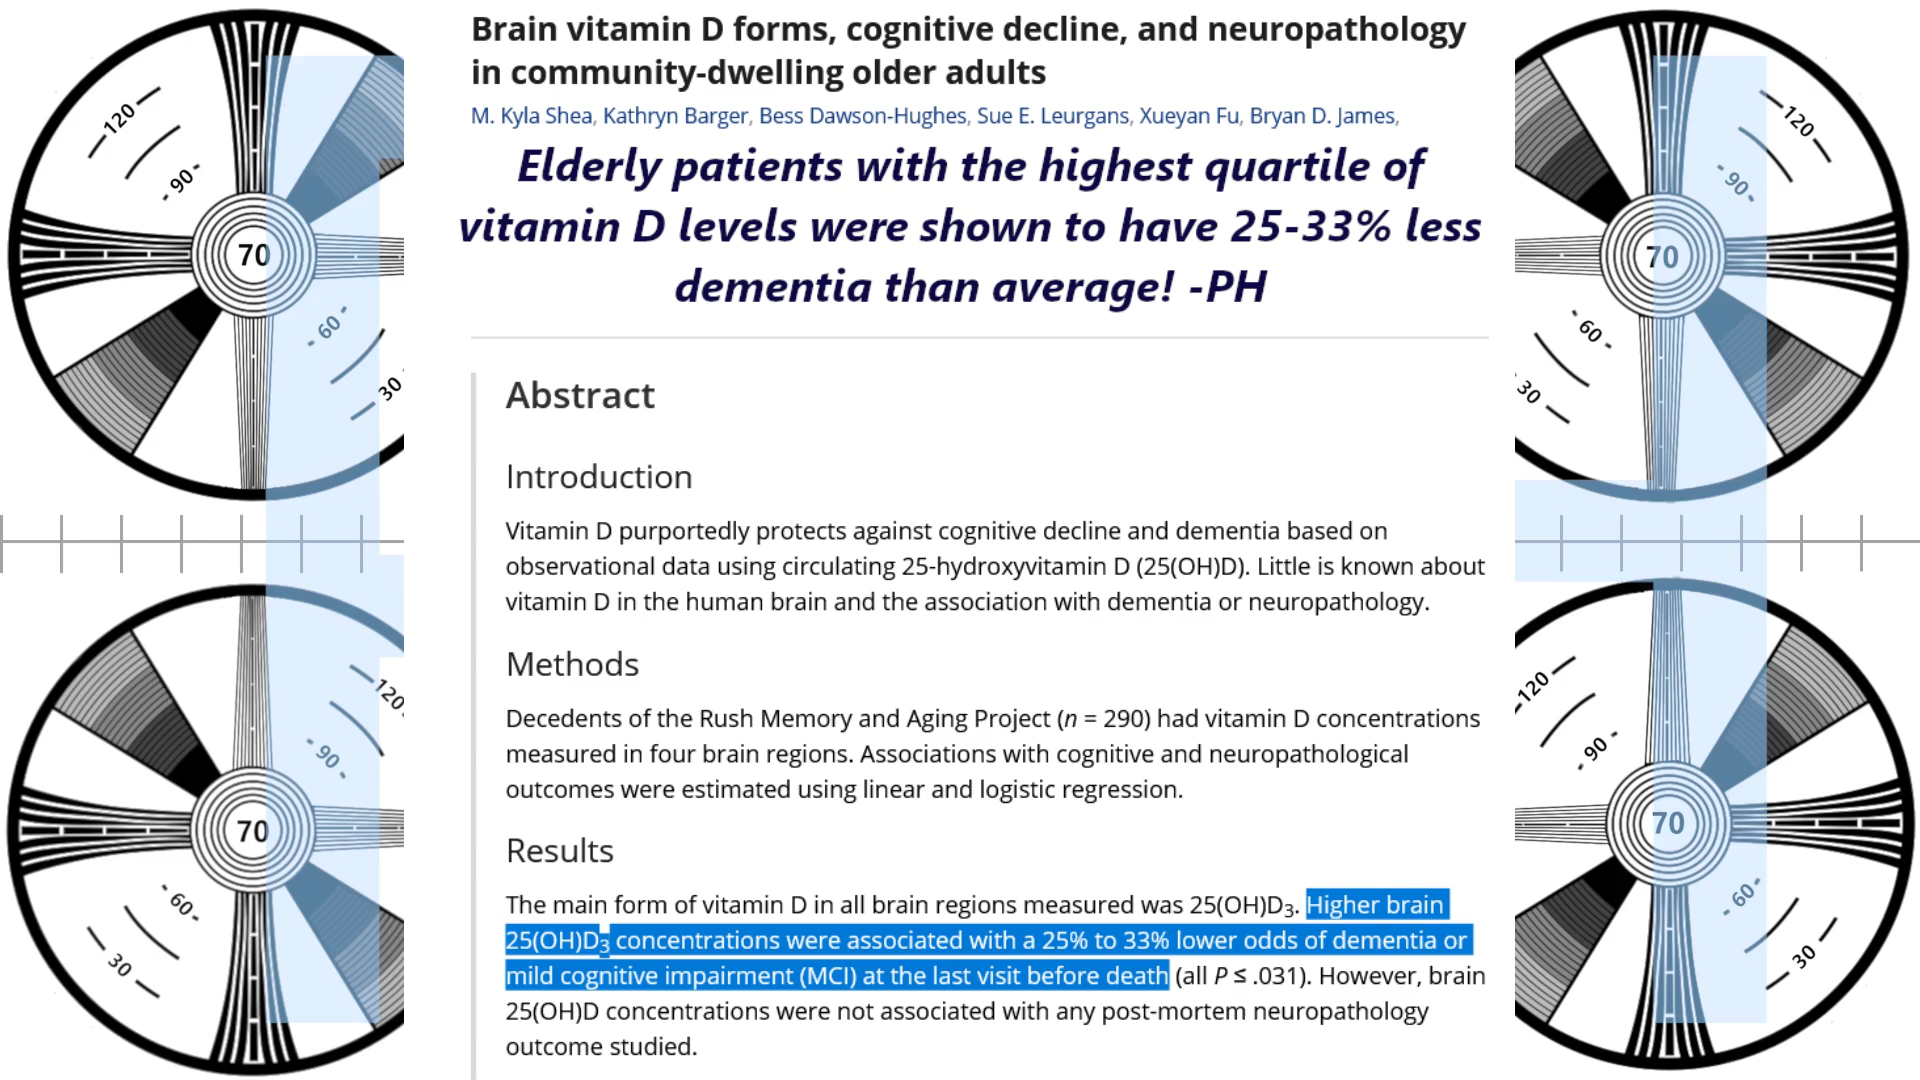 Brain vitamin D forms, cognitive decline, and neuropathology
in community-dwelling older adults
M. Kyla Shea, Kathryn Barger, Bess Dawson-Hughes, Sue E. Leurgans, Xueyan Fu, Bryan D. James,
Elderly patients with the highest quartile of
vitamin D levels were shown to have 25-33% less
dementia than average! -PH
Abstract
Introduction
Vitamin D purportedly protects against cognitive decline and dementia based on
observational data using circulating 25-hydroxyvitamin D (25(OH)D). Little is known about
vitamin D in the human brain and the association with dementia or neuropathology.
Methods
Decedents of the Rush Memory and Aging Project (n = 290) had vitamin D concentrations
measured in four brain regions. Associations with cognitive and neuropathological
outcomes were estimated using linear and logistic regression.
Results
The main form of vitamin D in all brain regions measured was 25(OH)D₃. Higher brain
25(OH)D₃ concentrations were associated with a 25% to 33% lower odds of dementia or
mild cognitive impairment (MCI) at the last visit before death (all P ≤ .031). However, brain
25(OH)D concentrations were not associated with any post-mortem neuropathology
outcome studied.
120
- 90 -
70
- 60 -
30
120
- 90 -
70
- 60 -
30
120
- 90 -
70
- 60 -
30
120
- 90 -
70
- 60 -
30